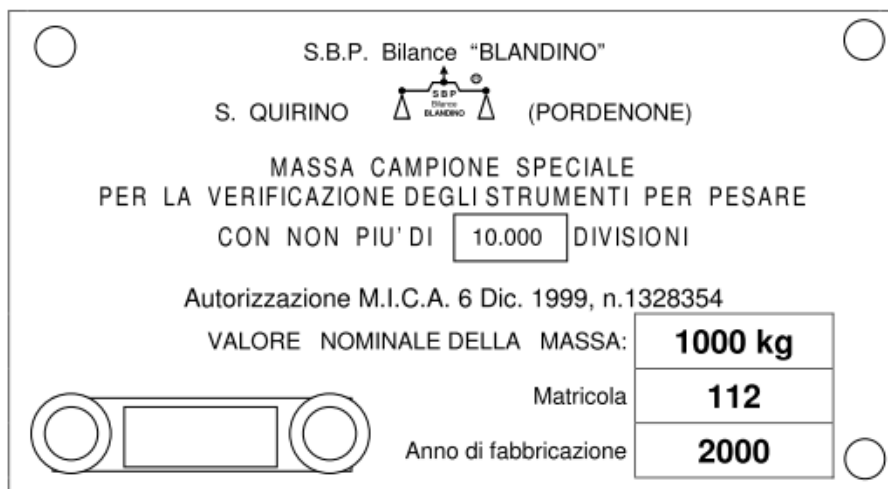 S.B.P. Bilance “BLANDINO”
S. QUIRINO
S B P
Bilance
BLANDINO
(PORDENONE)
MASSA CAMPIONE SPECIALE
PER LA VERIFICAZIONE DEGLI STRUMENTI PER PESARE
CON NON PIU' DI 10.000 DIVISIONI
Autorizzazione M.I.C.A. 6 Dic. 1999, n.1328354
VALORE NOMINALE DELLA MASSA: 1000 kg
Matricola 112
Anno di fabbricazione 2000